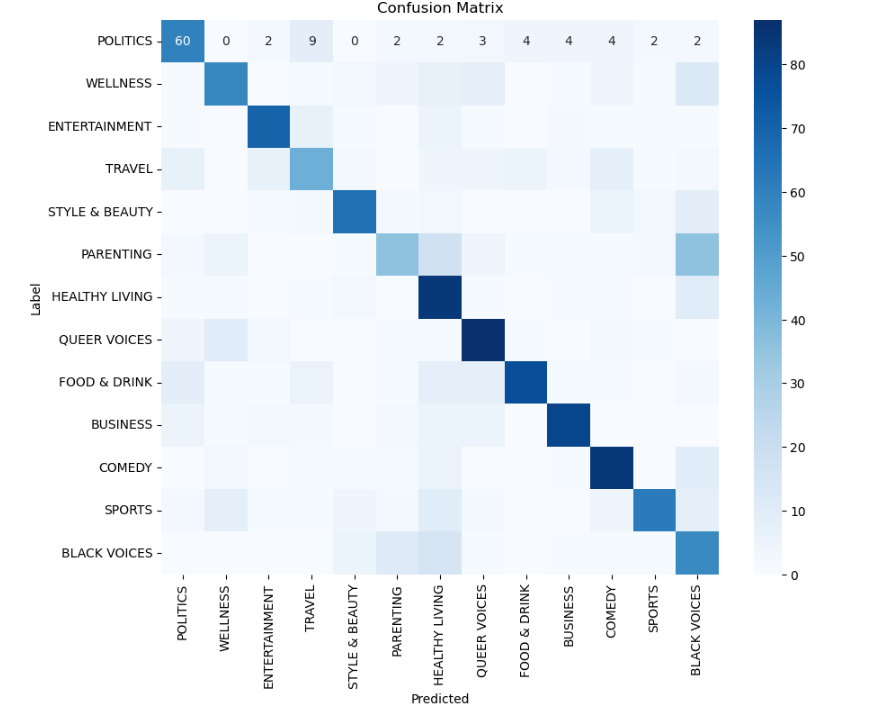 Confusion Matrix
POLITICS 60 0 2 9 0 2 2 3 4 4 4 2 2
WELLNESS
ENTERTAINMENT
TRAVEL
STYLE & BEAUTY
PARENTING
HEALTHY LIVING
QUEER VOICES
FOOD & DRINK
BUSINESS
COMEDY
SPORTS
BLACK VOICES
Label
POLITICS
WELLNESS
ENTERTAINMENT
TRAVEL
STYLE & BEAUTY
PARENTING
HEALTHY LIVING
QUEER VOICES
FOOD & DRINK
BUSINESS
COMEDY
SPORTS
BLACK VOICES
Predicted
80
70
60
50
40
30
20
10
0